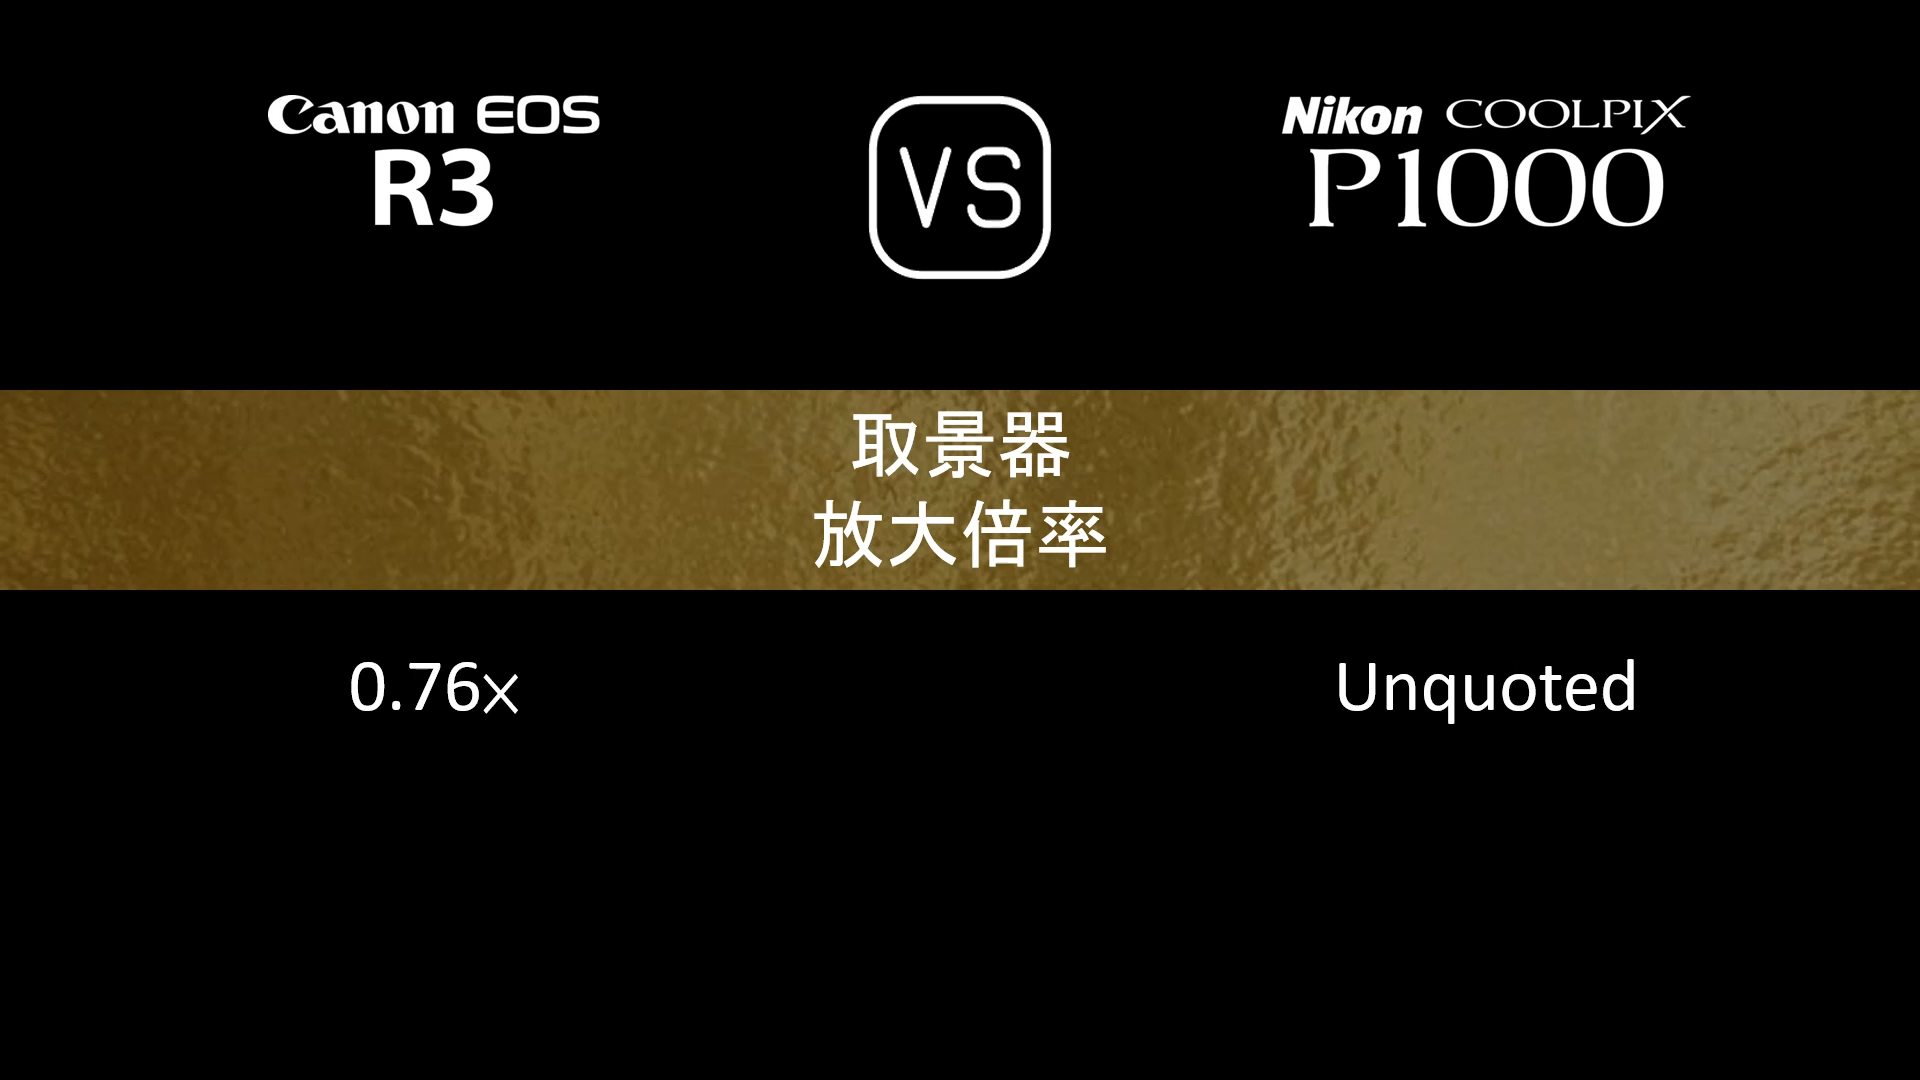 Canon EOS
R3
VS
Nikon COOLPIX
P1000
取景器
放大倍率
0.76x
Unquoted